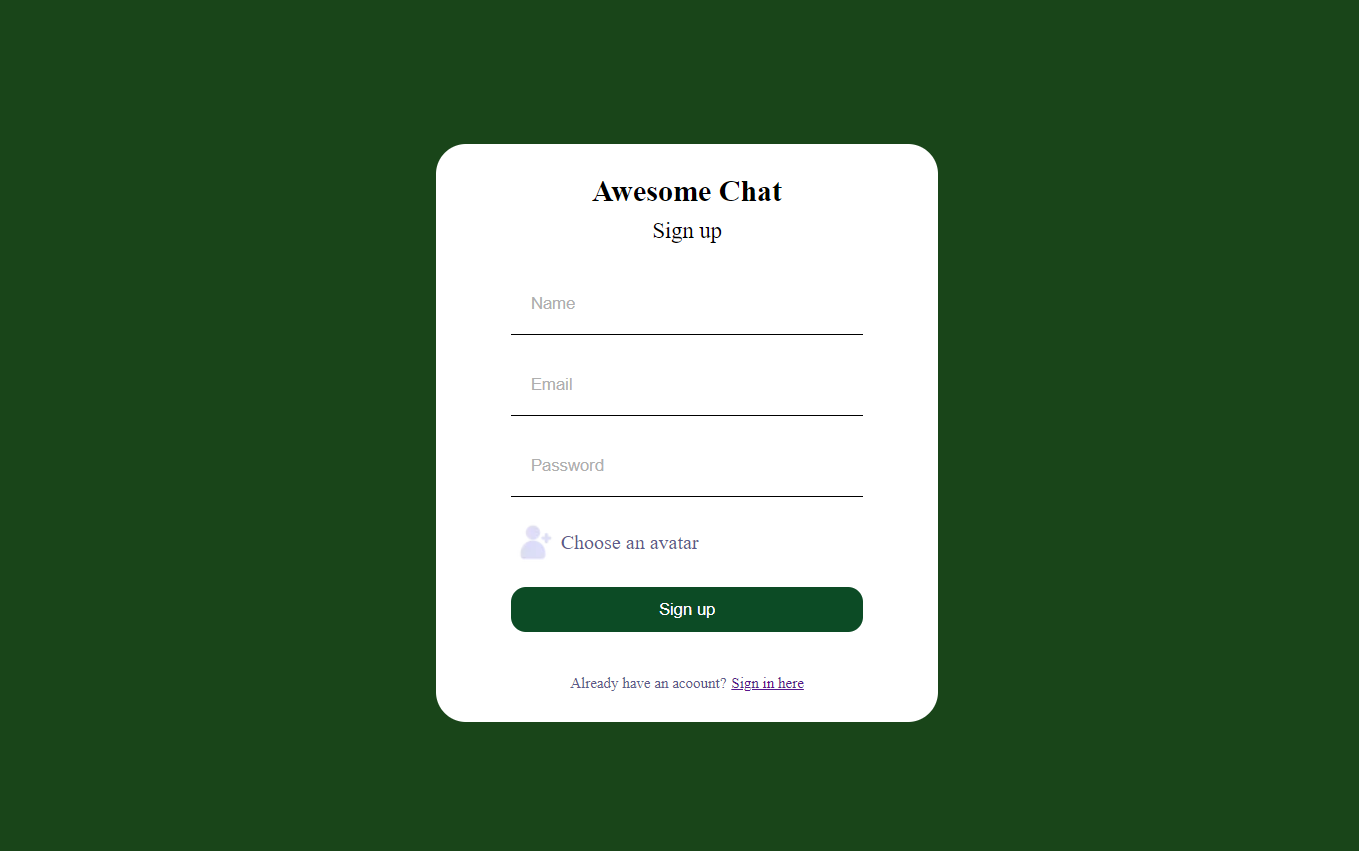 Awesome Chat
Sign up
Name
Email
Password
Choose an avatar
Sign up
Already have an acoount? Sign in here